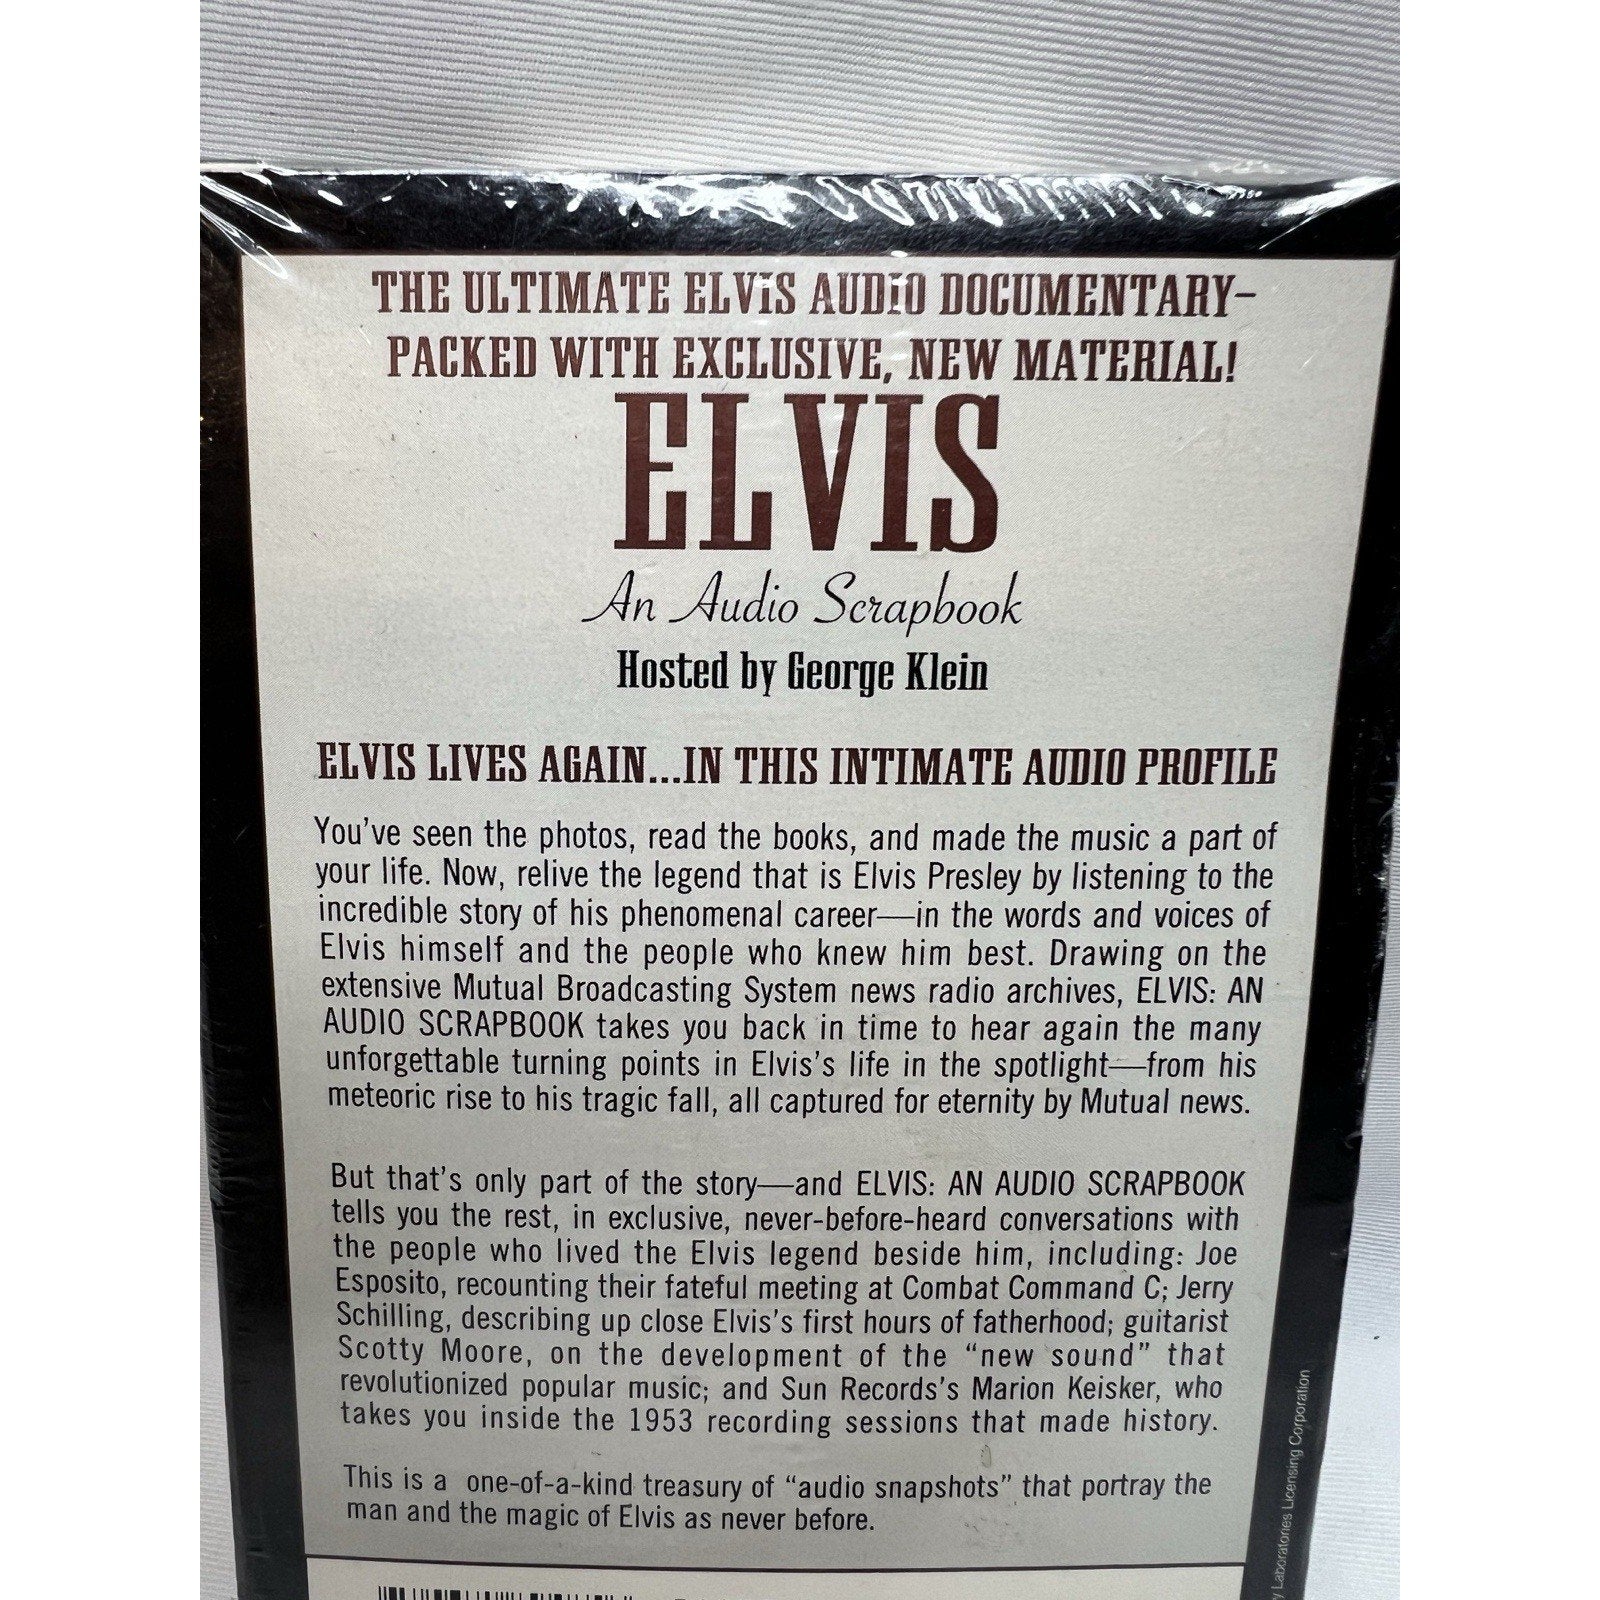 THE ULTIMATE ELVIS AUDIO DOCUMENTARY–
PACKED WITH EXCLUSIVE, NEW MATERIAL!
ELVIS
An Audio Scrapbook
Hosted by George Klein
ELVIS LIVES AGAIN...IN THIS INTIMATE AUDIO PROFILE
You've seen the photos, read the books, and made the music a part of
your life. Now, relive the legend that is Elvis Presley by listening to the
incredible story of his phenomenal career—in the words and voices of
Elvis himself and the people who knew him best. Drawing on the
extensive Mutual Broadcasting System news radio archives, ELVIS: AN
AUDIO SCRAPBOOK takes you back in time to hear again the many
unforgettable turning points in Elvis's life in the spotlight—from his
meteoric rise to his tragic fall, all captured for eternity by Mutual news.
But that's only part of the story—and ELVIS: AN AUDIO SCRAPBOOK
tells you the rest, in exclusive, never-before-heard conversations with
the people who lived the Elvis legend beside him, including: Joe
Esposito, recounting their fateful meeting at Combat Command C; Jerry
Schilling, describing up close Elvis's first hours of fatherhood; guitarist
Scotty Moore, on the development of the "new sound" that
revolutionized popular music; and Sun Records's Marion Keisker, who
takes you inside the 1953 recording sessions that made history.
This is a one-of-a-kind treasury of "audio snapshots" that portray the
man and the magic of Elvis as never before.
Laboratories Licensing Corporation